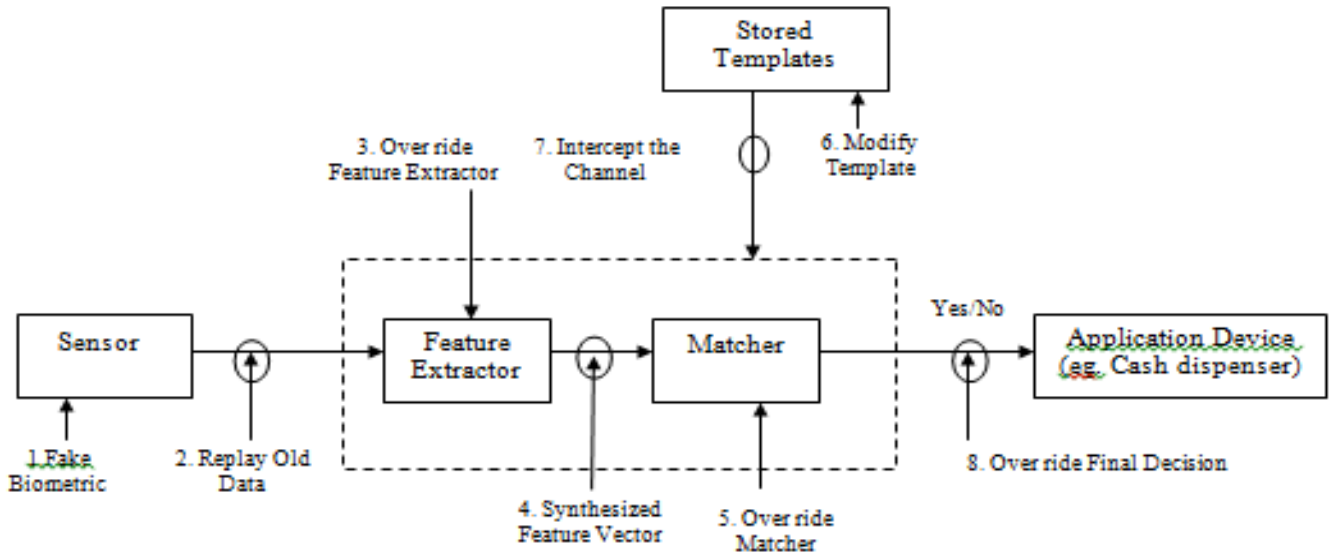 Stored
Templates
3. Over ride
Feature Extractor
7. Intercept the
Channel
6. Modify
Template
Sensor
Feature
Extractor
Matcher
Yes/No
Application Device
(eg. Cash dispenser)
1.Fake
Biometric
2. Replay Old
Data
4. Synthesized
Feature Vector
5. Over ride
Matcher
8. Over ride Final Decision